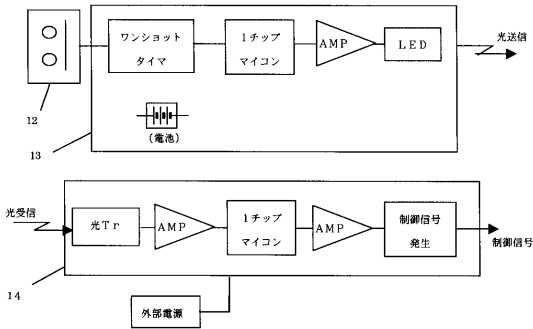 ワンショット
タイマ
1チップ
マイコン
AMP
LED
光送信
12
(電池)
13
光受信
光Tr
AMP
1チップ
マイコン
AMP
制御信号
発生
制御信号
14
外部電源